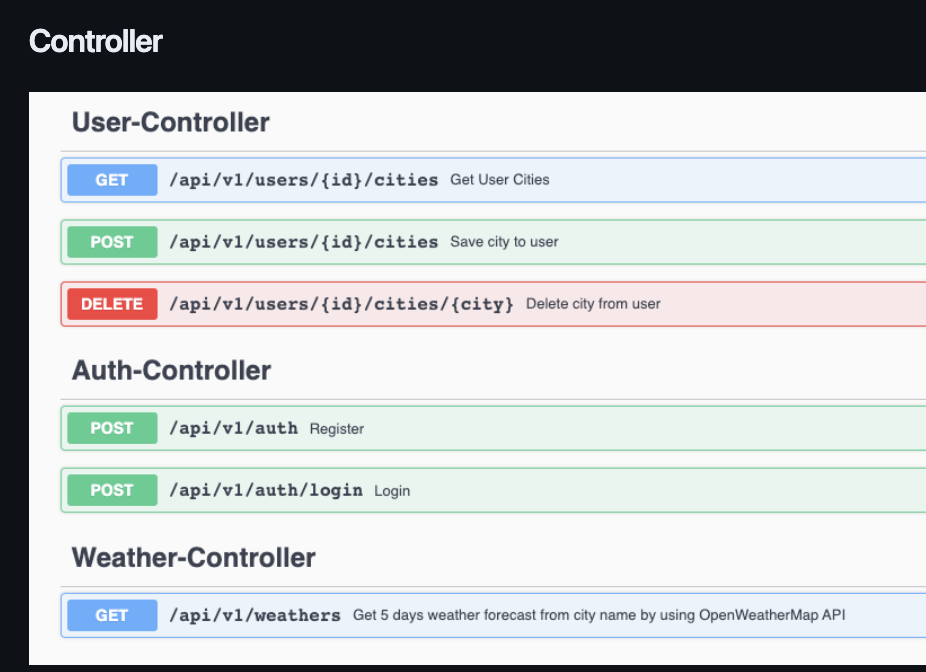 Controller
User-Controller
GET /api/v1/users/{id}/cities Get User Cities
POST /api/v1/users/{id}/cities Save city to user
DELETE /api/v1/users/{id}/cities/{city} Delete city from user
Auth-Controller
POST /api/v1/auth Register
POST /api/v1/auth/login Login
Weather-Controller
GET /api/v1/weathers Get 5 days weather forecast from city name by using OpenWeatherMap API